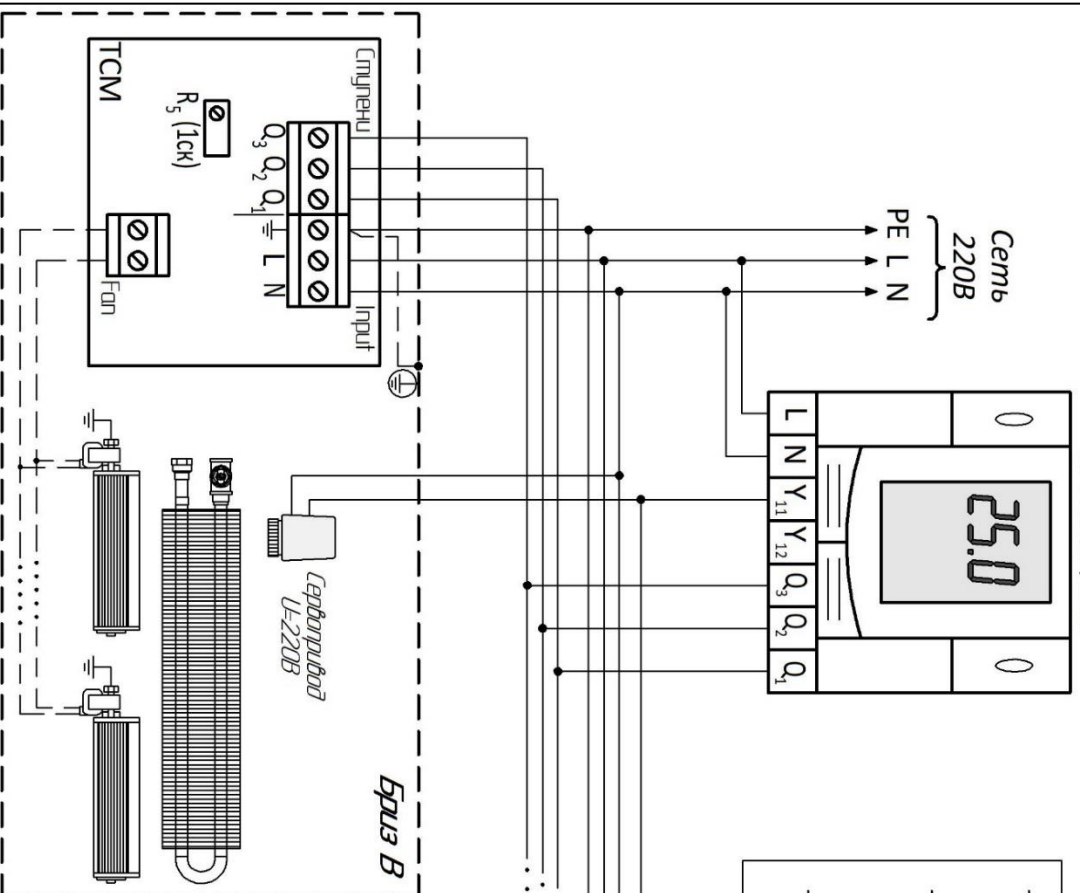 Сеть
220В
PE
L
N
TCM
R5 (1ск)
Ступени
Q3
Q2
Q1
L
N
Input
Fan
25.0
L
N
Y11
Y12
Q3
Q2
Q1
Сервопривод
U=220В
Бриз В